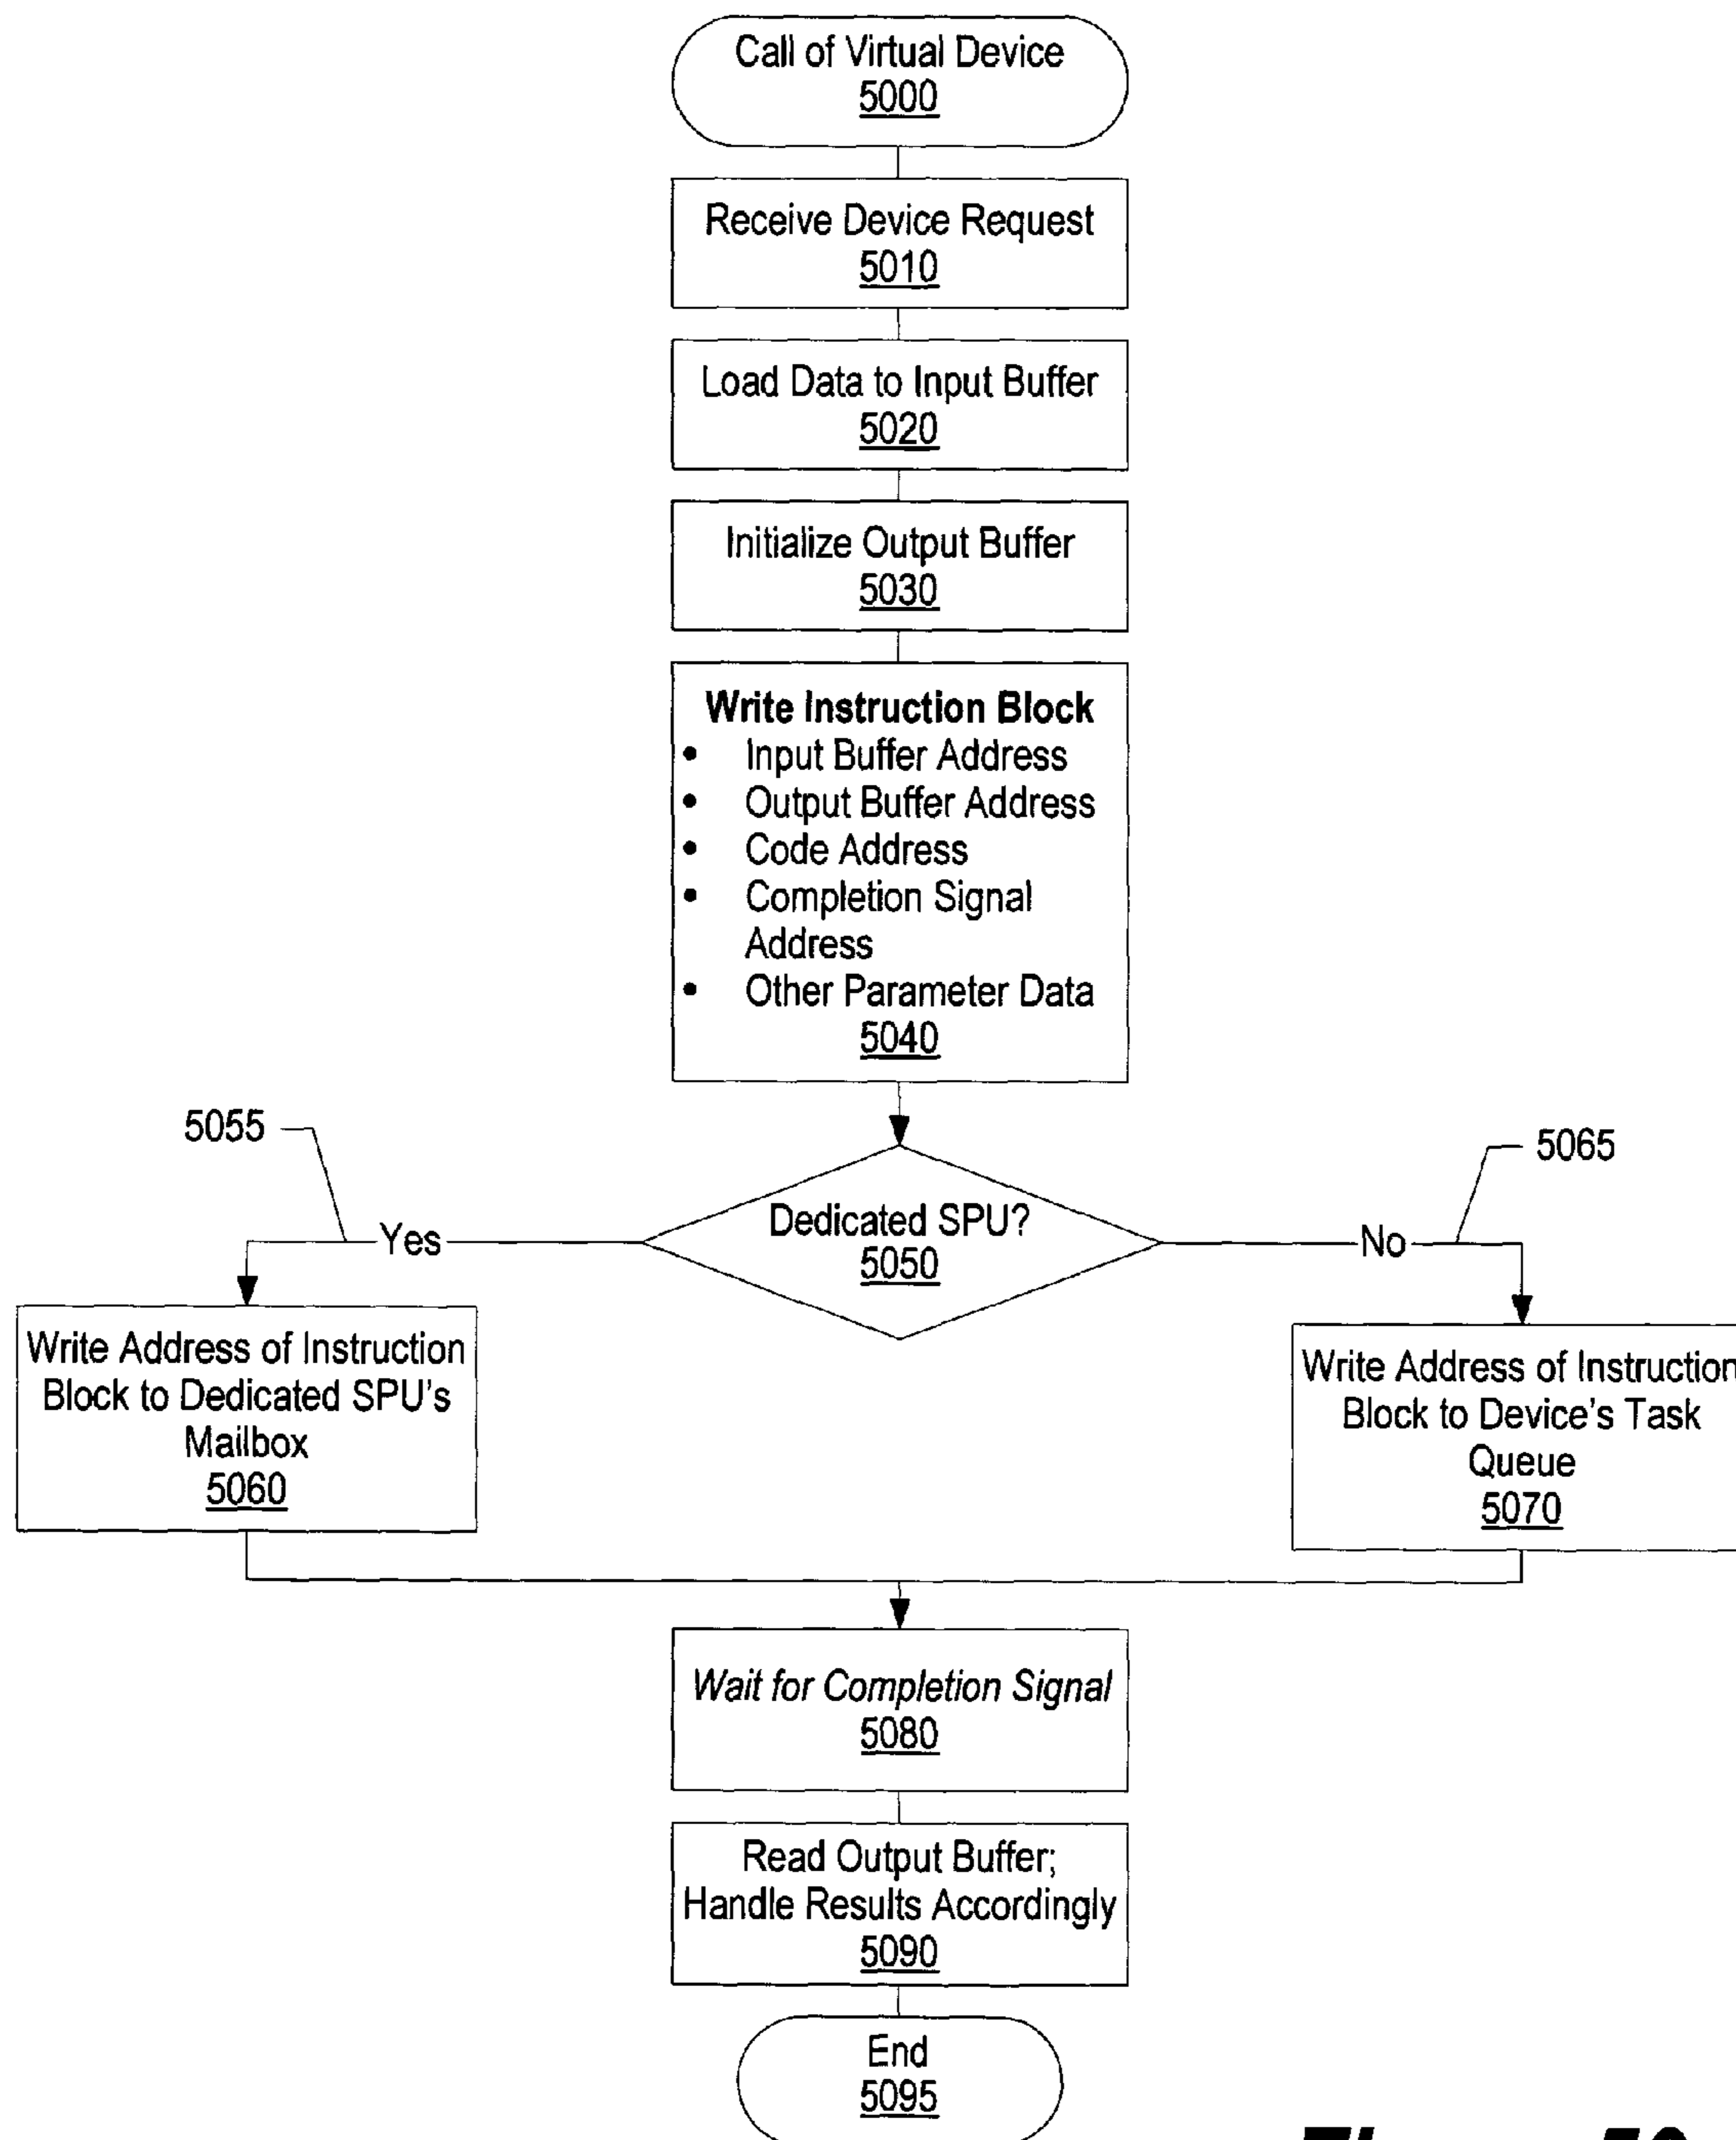 Call of Virtual Device
5000
Receive Device Request
5010
Load Data to Input Buffer
5020
Initialize Output Buffer
5030
Write Instruction Block
• Input Buffer Address
• Output Buffer Address
• Code Address
• Completion Signal
Address
• Other Parameter Data
5040
5055
5065
Dedicated SPU?
5050
Yes
No
Write Address of Instruction
Block to Dedicated SPU's
Mailbox
5060
Write Address of Instruction
Block to Device's Task
Queue
5070
Wait for Completion Signal
5080
Read Output Buffer;
Handle Results Accordingly
5090
End
5095